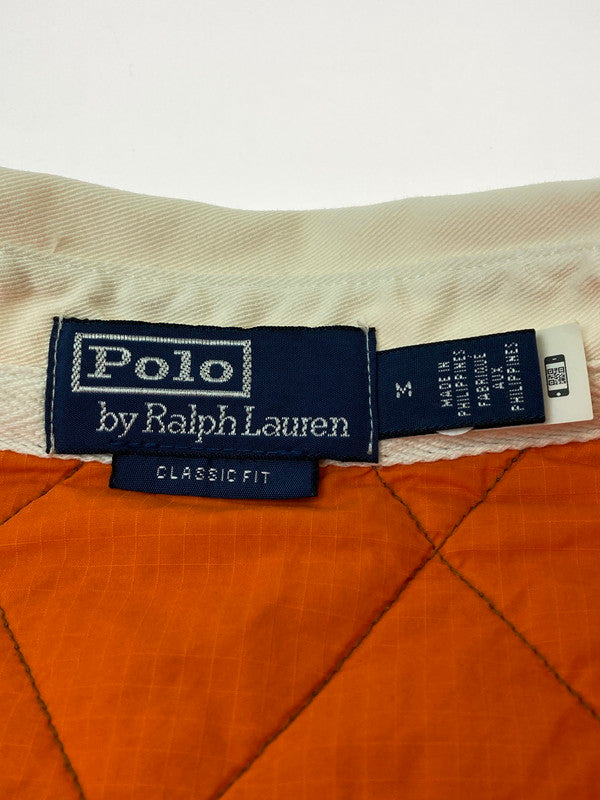 Polo
by Ralph Lauren
CLASSIC FIT
M
MADE IN
PHILIPPINES
FABRIQUE
AUX
PHILIPPINES